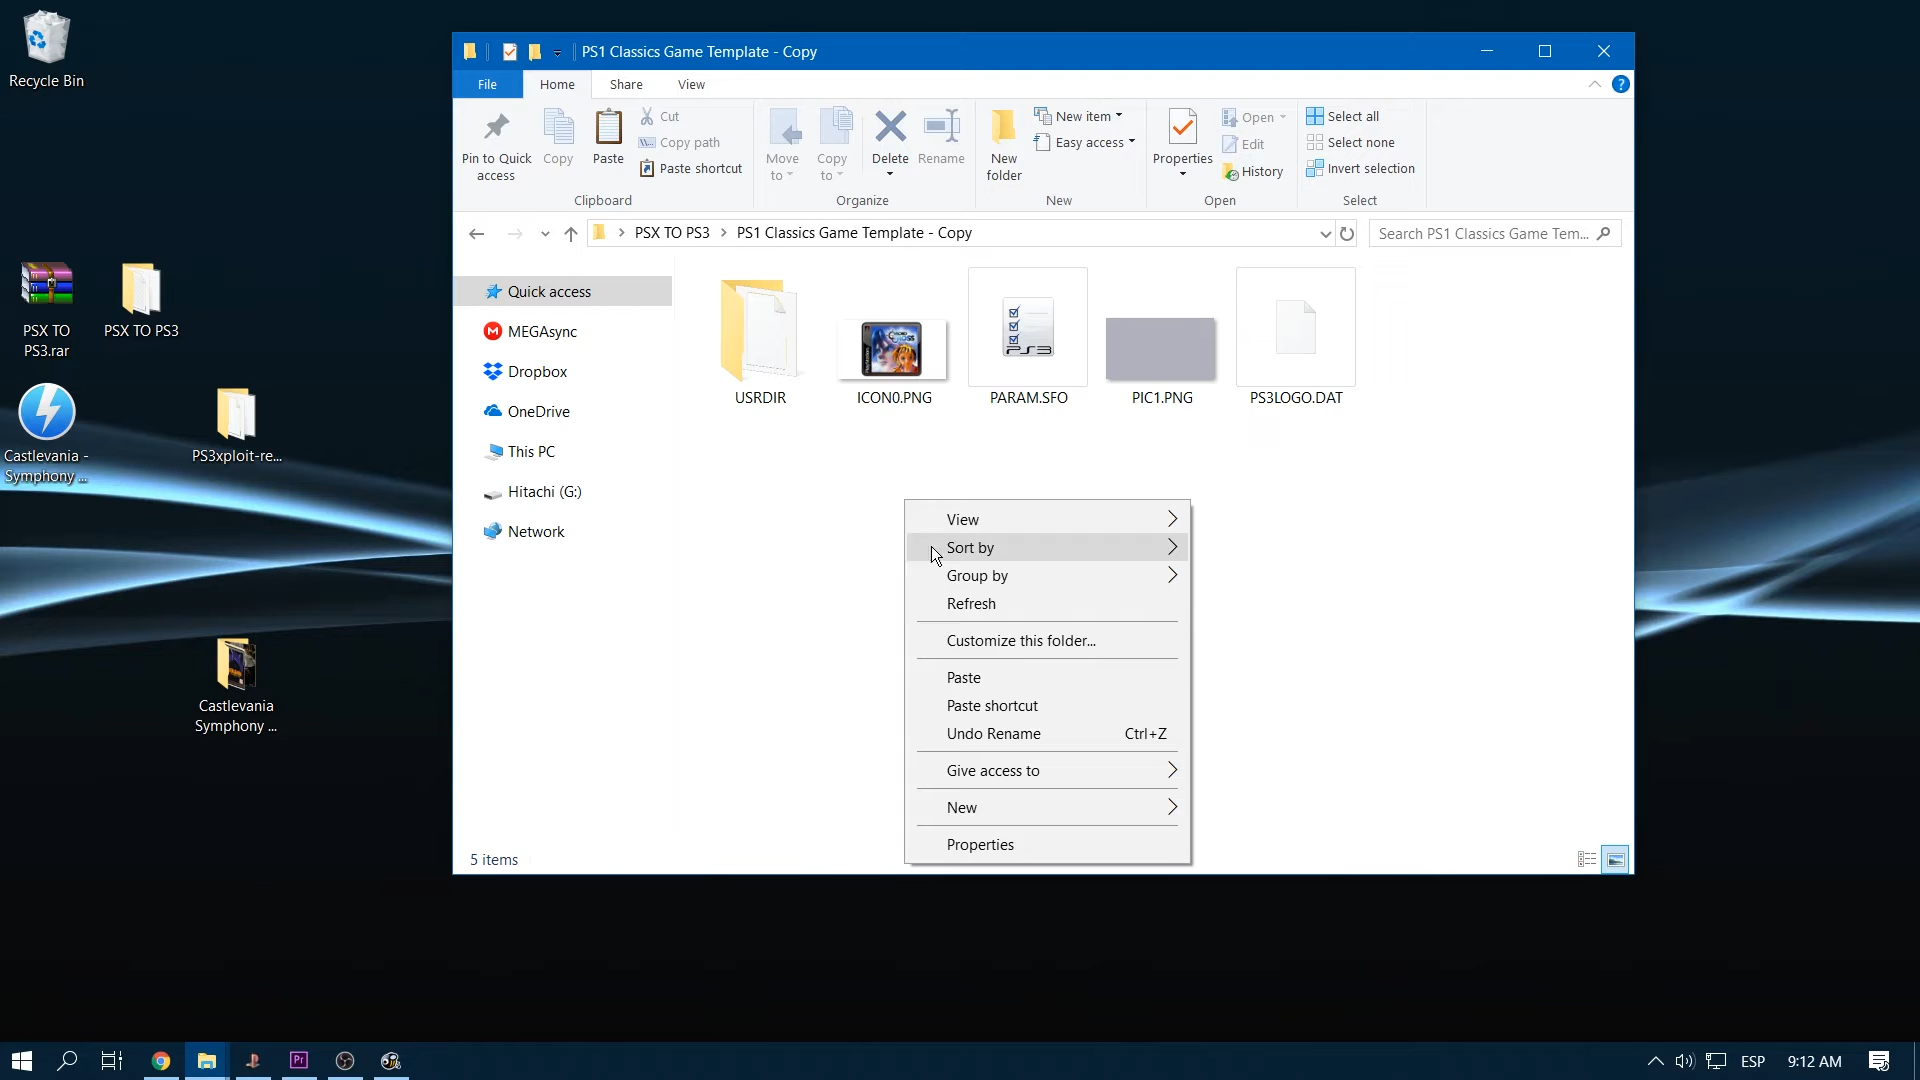 Recycle Bin
PSX TO
PS3.rar
PSX TO PS3
Castlevania -
Symphony ...
PS3xploit-re...
Castlevania
Symphony ...
PS1 Classics Game Template - Copy
File
Home
Share
View
?
Pin to Quick
access
Copy
Paste
Cut
Copy path
Paste shortcut
Clipboard
Move
to
Copy
to
Delete
Rename
Organize
New
folder
New item
Easy access
New
Properties
Open
Edit
History
Open
Select all
Select none
Invert selection
Select
PSX TO PS3
PS1 Classics Game Template - Copy
Search PS1 Classics Game Tem...
Quick access
MEGAsync
Dropbox
OneDrive
This PC
Hitachi (G:)
Network
PS3
USRDIR
ICON0.PNG
PARAM.SFO
PIC1.PNG
PS3LOGO.DAT
View
Sort by
Group by
Refresh
Customize this folder...
Paste
Paste shortcut
Undo Rename Ctrl+Z
Give access to
New
Properties
5 items
Pr
ESP
9:12 AM